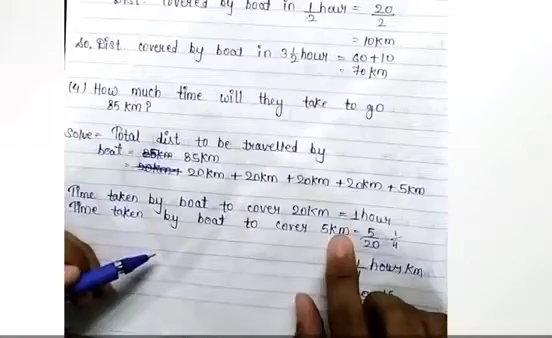 Dist. covered by boat in 1/2 hour = 20/2
= 10km
So, Dist covered by boat in 3 1/2 hour = 60+10
= 70 km
(4) How much time will they take to go
85 km?
Solve= Total dist to be travelled by
boat = 85km 85KM
= 20km + 20km + 20km + 20km + 5km
Time taken by boat to cover 20km = 1 hour
Time taken by boat to cover 5km = 5/20 1/4
hour km